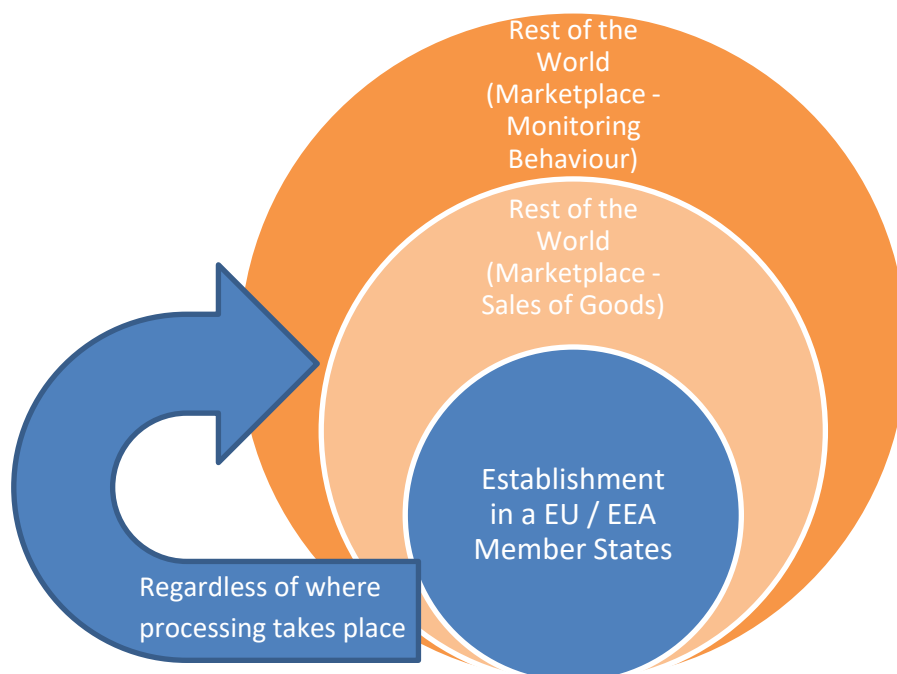 Rest of the
World
(Marketplace -
Monitoring
Behaviour)
Rest of the
World
(Marketplace -
Sales of Goods)
Establishment
in a EU / EEA
Member States
Regardless of where
processing takes place